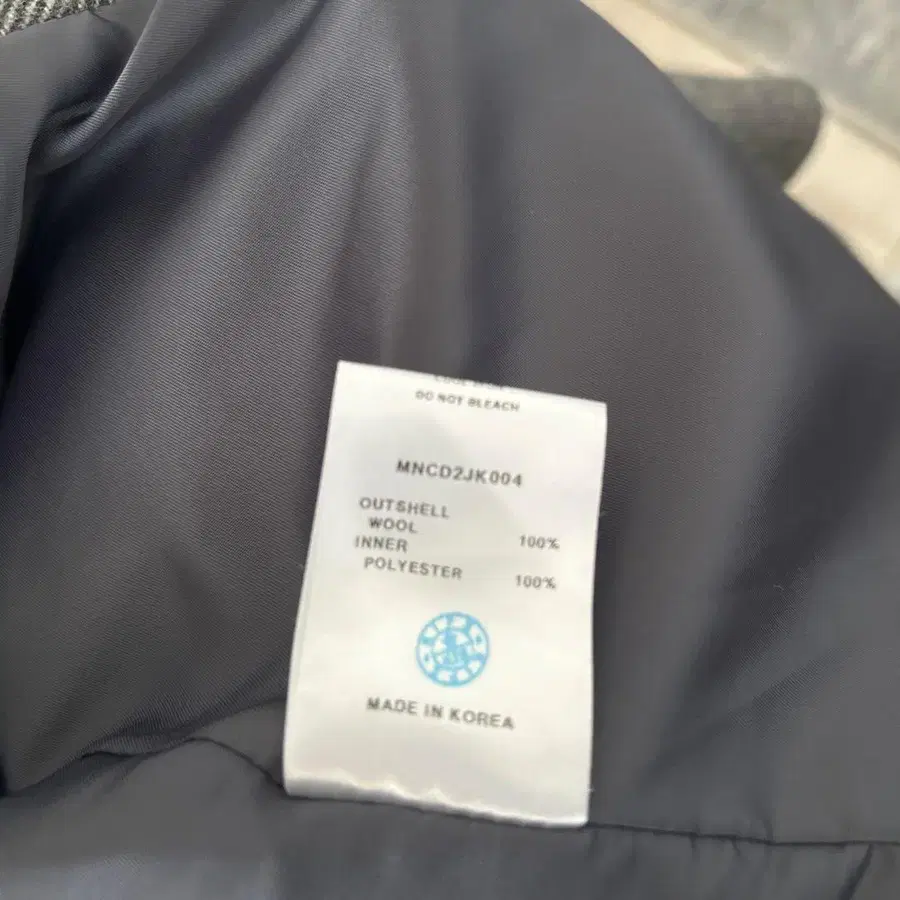 DO NOT BLEACH
MNCD2JK004
OUTSHELL
WOOL 100%
INNER
POLYESTER 100%
MADE IN KOREA